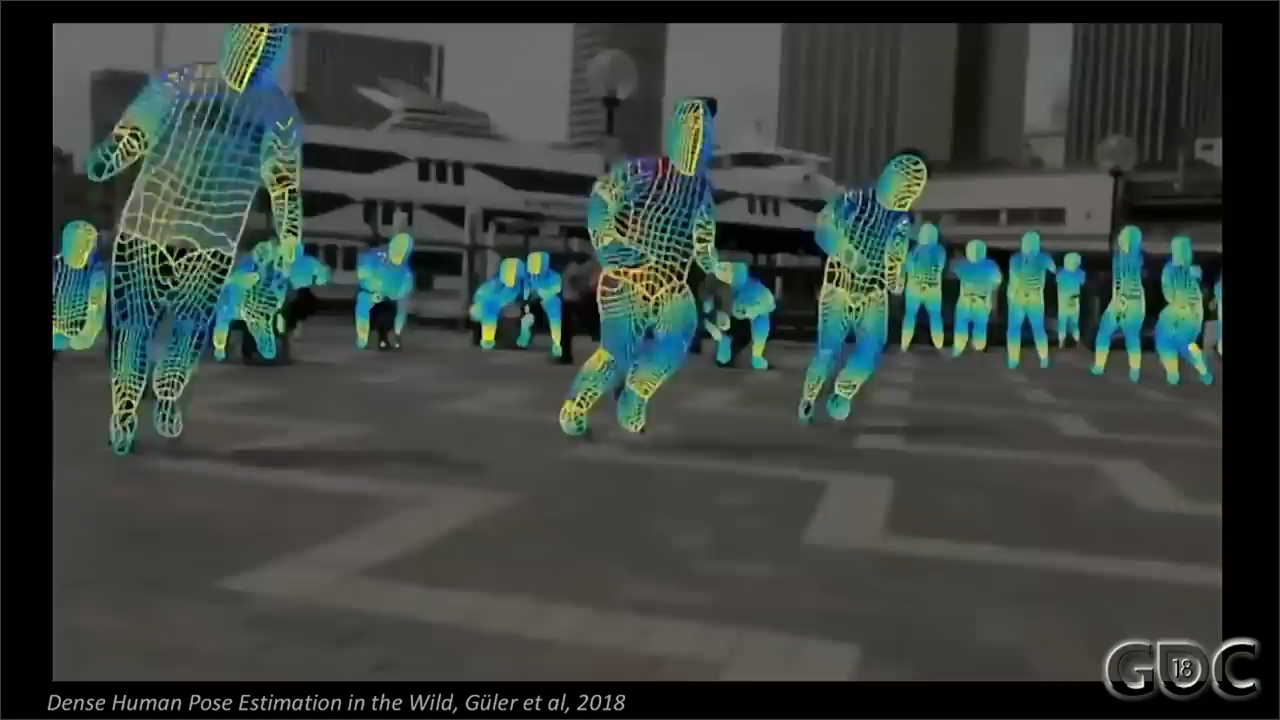 Dense Human Pose Estimation in the Wild, Güler et al, 2018
GDC
18